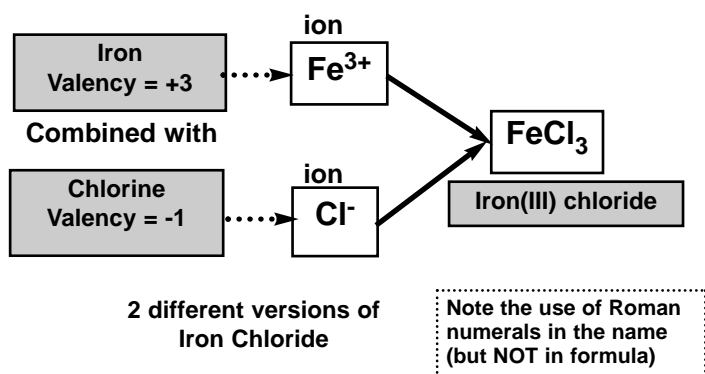 ion
Iron
Valency = +3
Fe³⁺
Combined with
FeCl₃
ion
Chlorine
Valency = -1
Cl⁻
Iron(III) chloride
2 different versions of
Iron Chloride
Note the use of Roman
numerals in the name
(but NOT in formula)